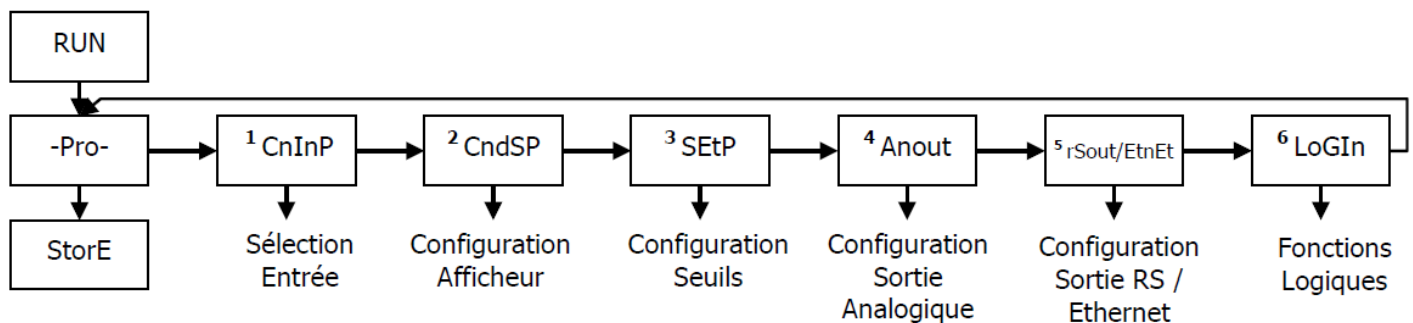 RUN
-Pro-
1 CnInP
2 CndSP
3 SEtP
4 Anout
5 rSout/EtnEt
6 LoGIn
StorE
Sélection
Entrée
Configuration
Afficheur
Configuration
Seuils
Configuration
Sortie
Analogique
Configuration
Sortie RS /
Ethernet
Fonctions
Logiques